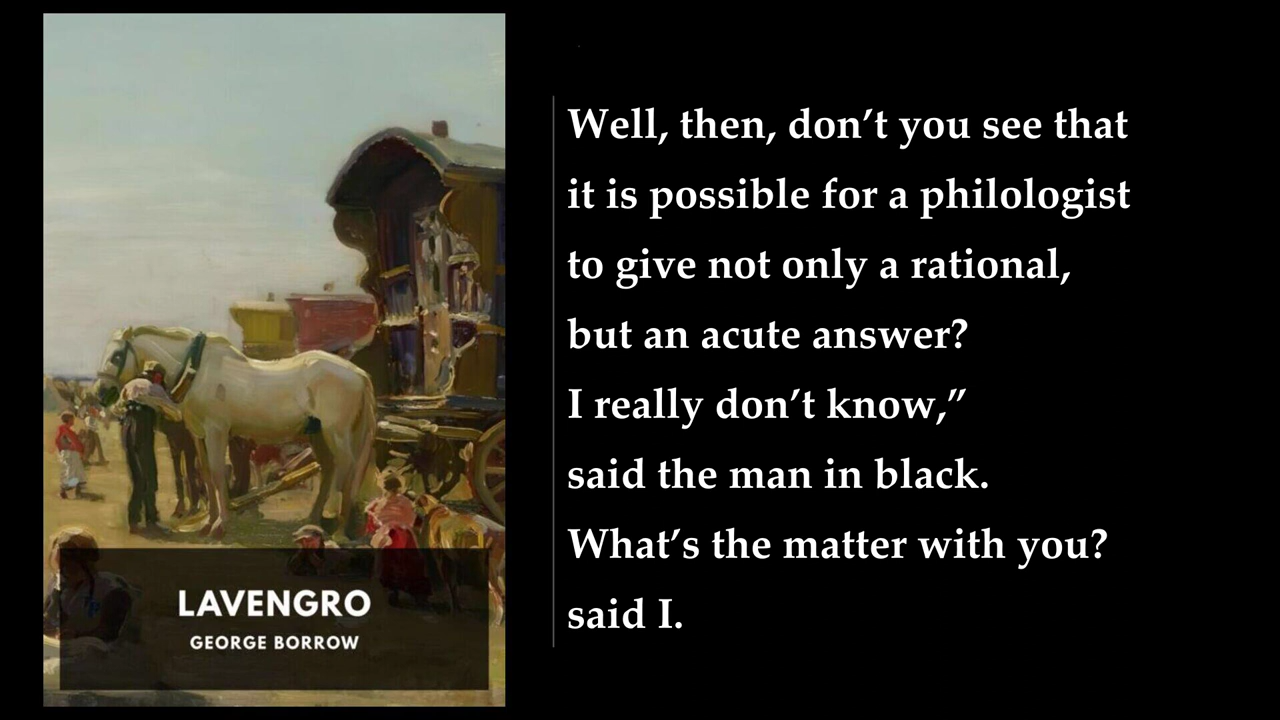 LAVENGRO
GEORGE BORROW
Well, then, don’t you see that
it is possible for a philologist
to give not only a rational,
but an acute answer?
I really don’t know,”
said the man in black.
What’s the matter with you?
said I.